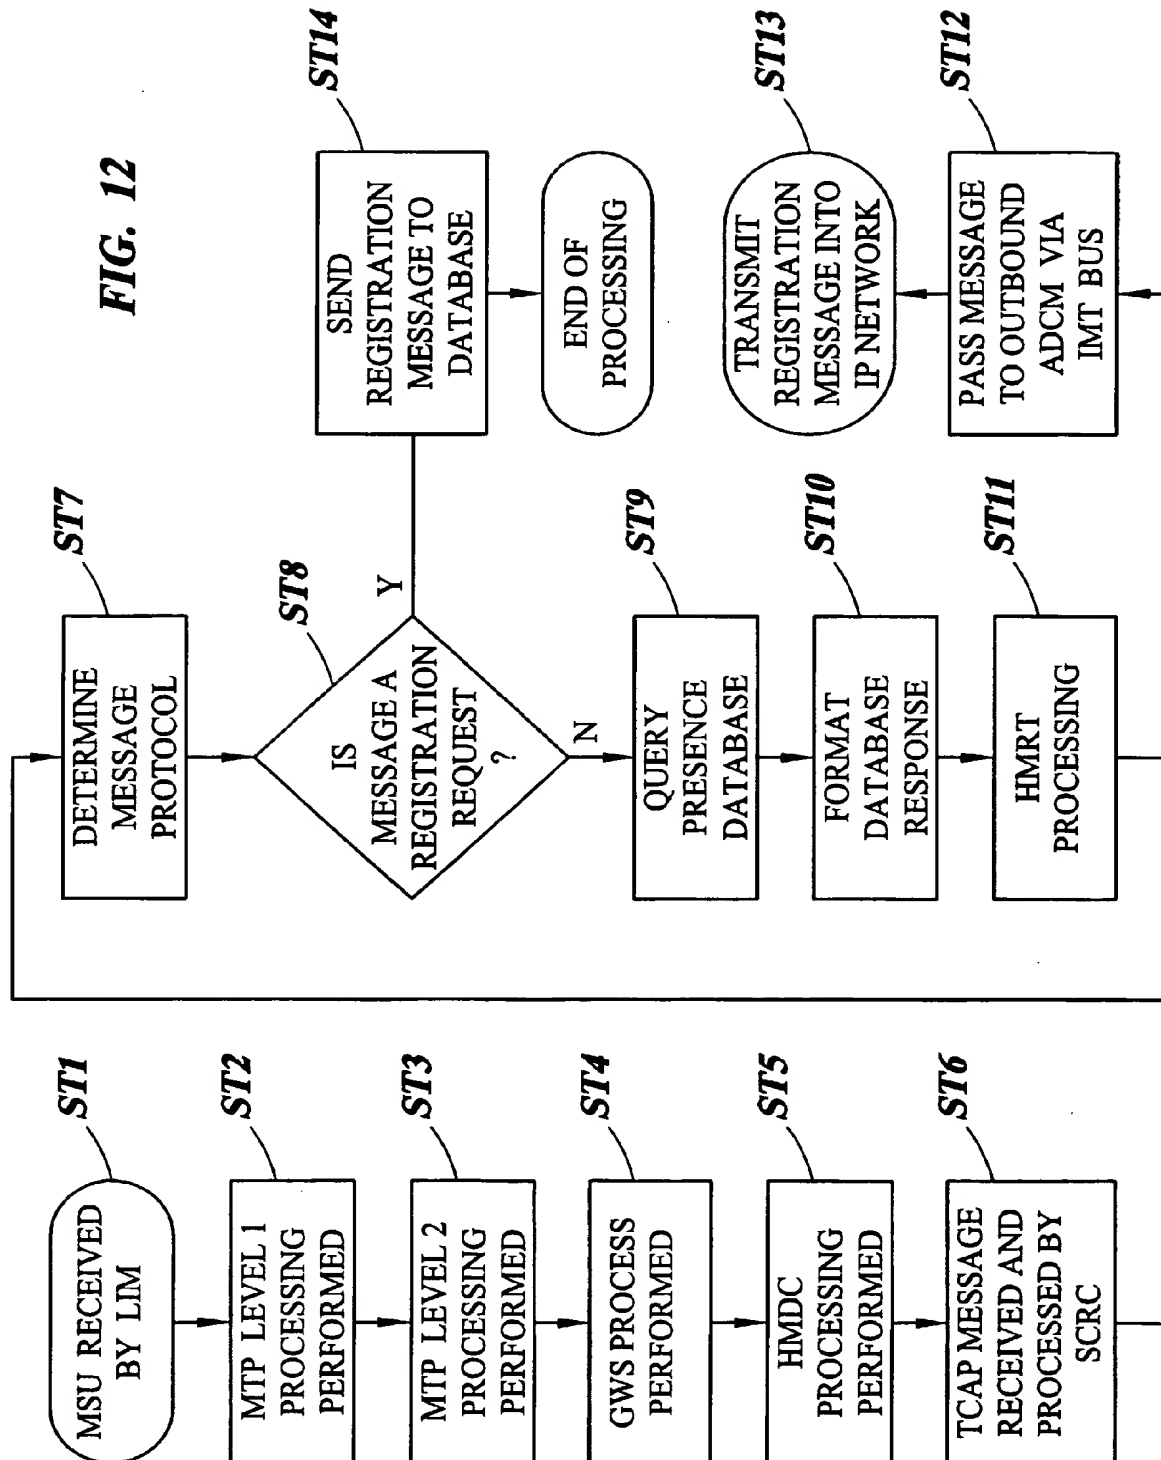 FIG. 12
ST1
MSU RECEIVED
BY LIM
ST2
MTP LEVEL 1
PROCESSING
PERFORMED
ST3
MTP LEVEL 2
PROCESSING
PERFORMED
ST4
GWS PROCESS
PERFORMED
ST5
HMDC
PROCESSING
PERFORMED
ST6
TCAP MESSAGE
RECEIVED AND
PROCESSED BY
SCRC
ST7
DETERMINE
MESSAGE
PROTOCOL
ST8
IS
MESSAGE A
REGISTRATION
REQUEST
?
Y
N
ST9
QUERY
PRESENCE
DATABASE
ST10
FORMAT
DATABASE
RESPONSE
ST11
HMRT
PROCESSING
ST14
SEND
REGISTRATION
MESSAGE TO
DATABASE
END OF
PROCESSING
ST13
TRANSMIT
REGISTRATION
MESSAGE INTO
IP NETWORK
ST12
PASS MESSAGE
TO OUTBOUND
ADCM VIA
IMT BUS